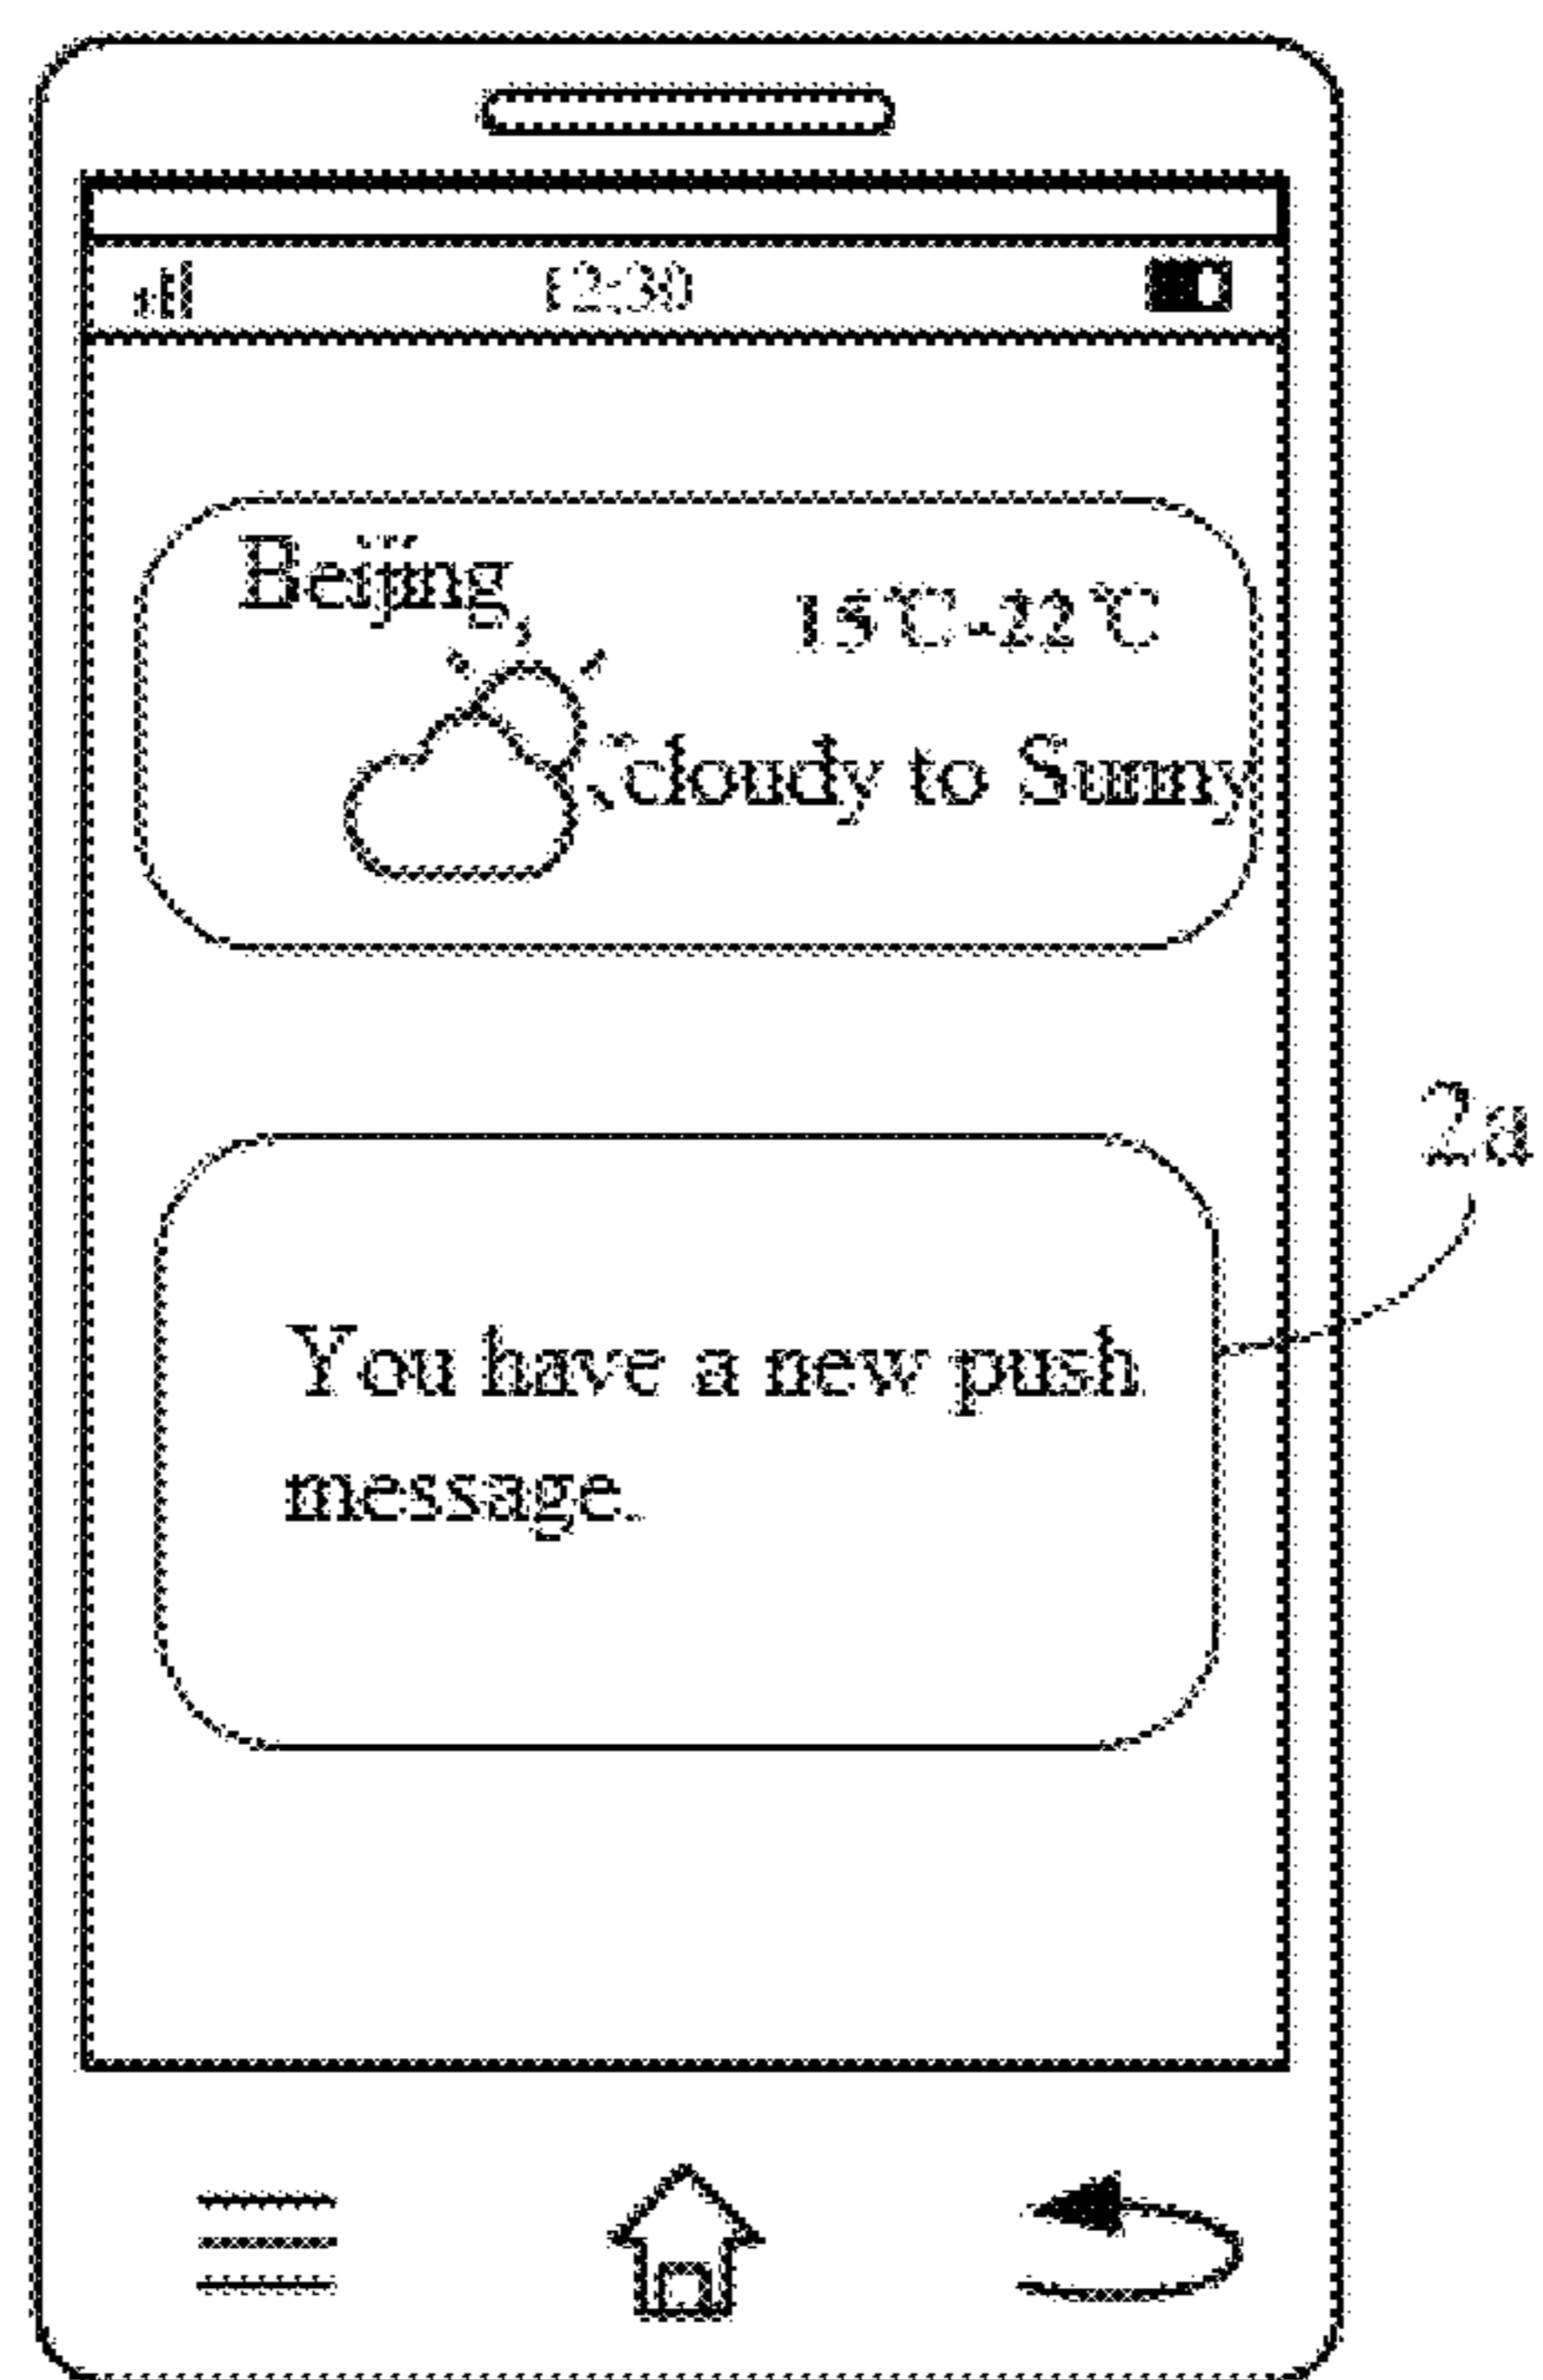 12:30
Beijing,
15℃-22℃
cloudy to Sunny
2a
You have a new push
message.